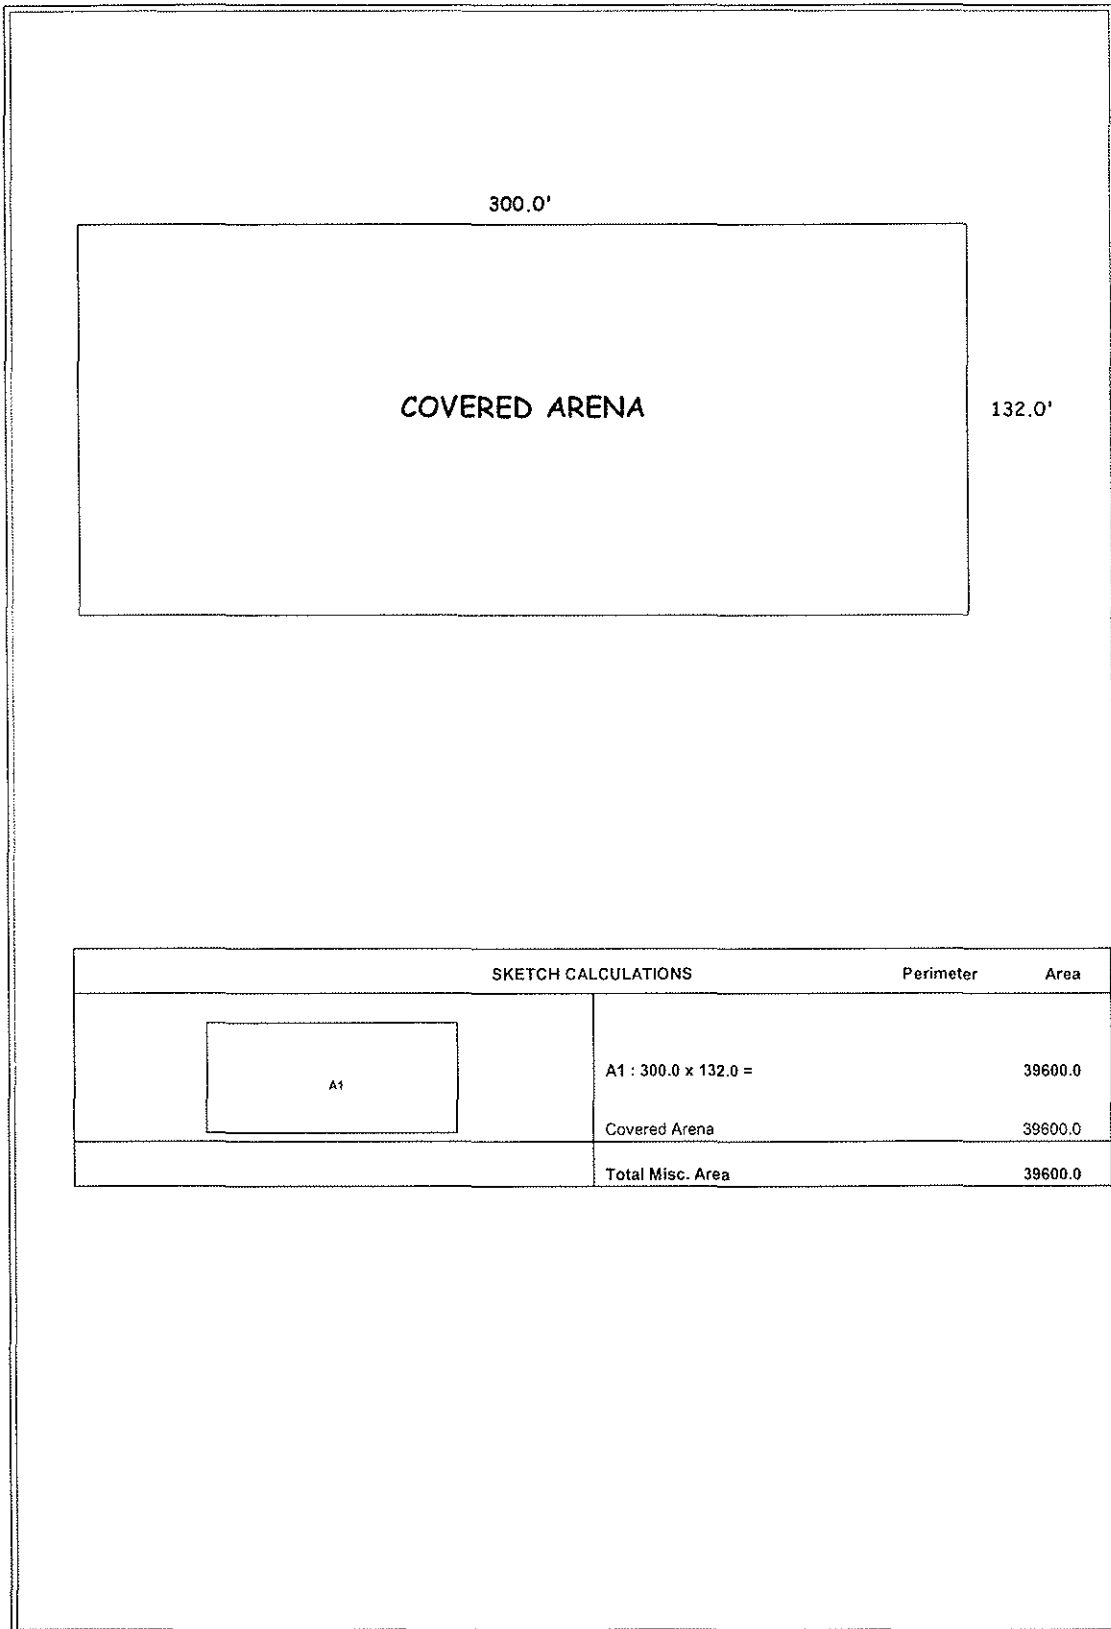 300.0'
COVERED ARENA
132.0'
SKETCH CALCULATIONS Perimeter Area
A1
A1 : 300.0 x 132.0 = 39600.0
Covered Arena 39600.0
Total Misc. Area 39600.0